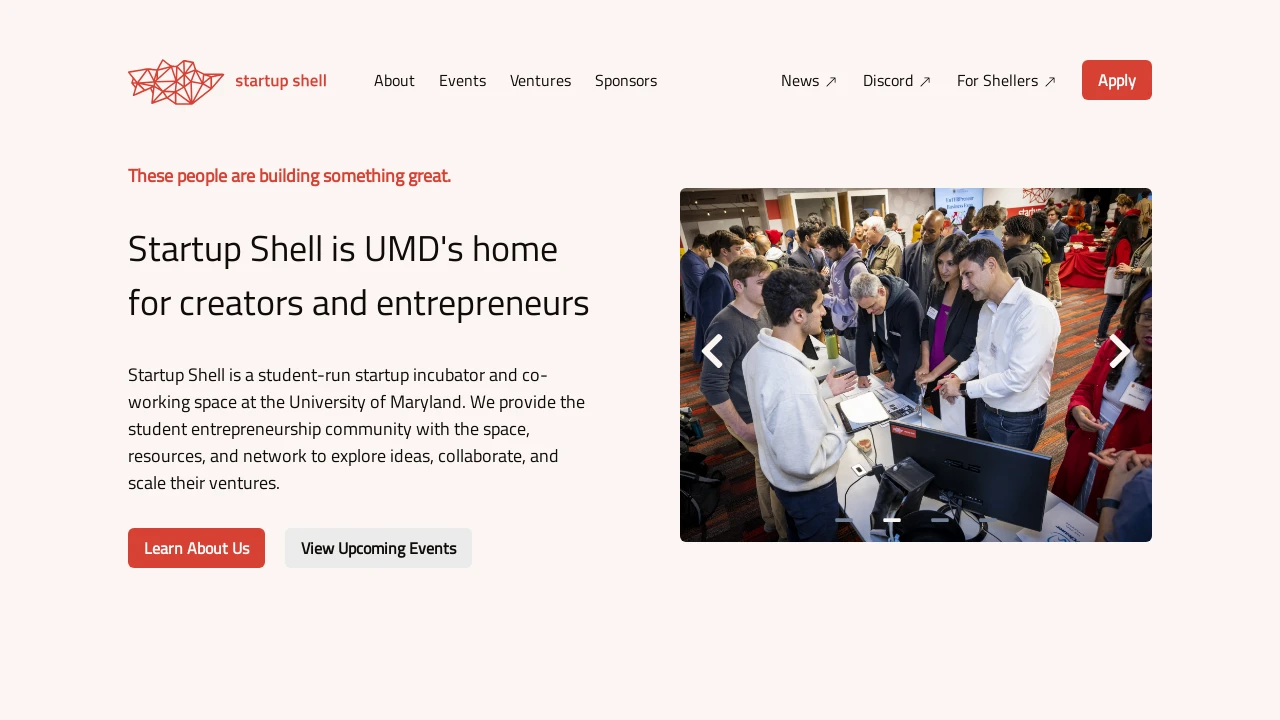 startup shell
About
Events
Ventures
Sponsors
News
Discord
For Shellers
Apply
These people are building something great.
Startup Shell is UMD's home
for creators and entrepreneurs
Startup Shell is a student-run startup incubator and co-
working space at the University of Maryland. We provide the
student entrepreneurship community with the space,
resources, and network to explore ideas, collaborate, and
scale their ventures.
Learn About Us
View Upcoming Events
startup
ASUS